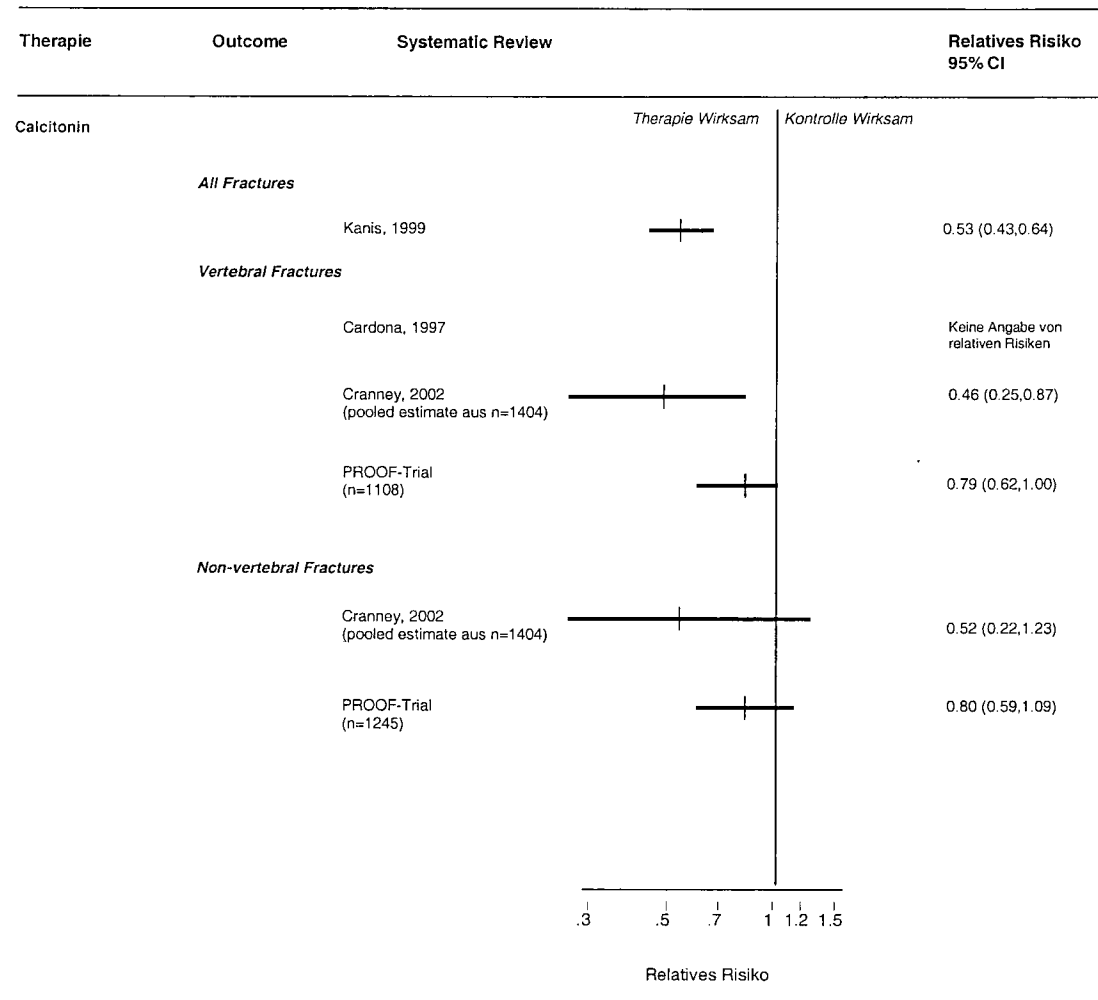 Therapie Outcome Systematic Review Relatives Risiko
95% CI
Calcitonin
Therapie Wirksam Kontrolle Wirksam
All Fractures
Kanis, 1999 0.53 (0.43,0.64)
Vertebral Fractures
Cardona, 1997 Keine Angabe von
relativen Risiken
Cranney, 2002 0.46 (0.25,0.87)
(pooled estimate aus n=1404)
PROOF-Trial
(n=1108) 0.79 (0.62,1.00)
Non-vertebral Fractures
Cranney, 2002
(pooled estimate aus n=1404) 0.52 (0.22,1.23)
PROOF-Trial 0.80 (0.59,1.09)
(n=1245)
.3 .5 .7 1 1.2 1.5
Relatives Risiko